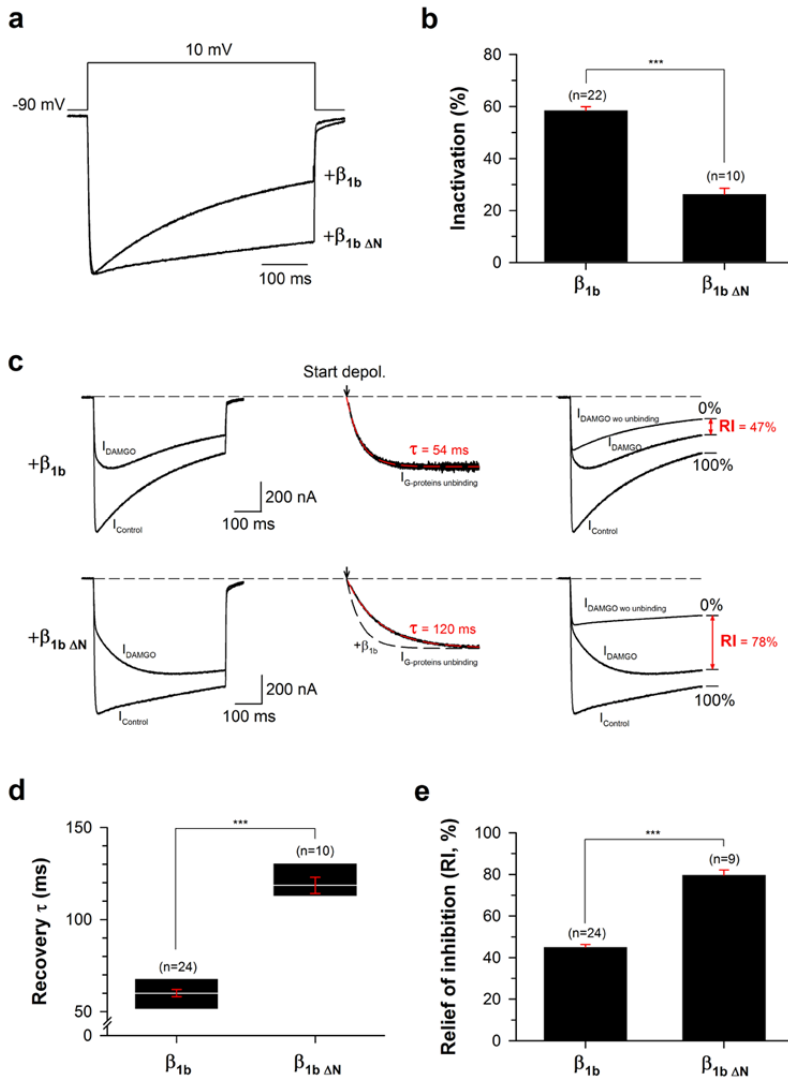 a
10 mV
-90 mV
+β1b
+β1b ΔN
100 ms
b
Inactivation (%)
80
60
40
20
0
***
(n=22)
(n=10)
β1b
β1b ΔN
c
Start depol.
+β1b
IDAMGO
IControl
200 nA
100 ms
τ = 54 ms
IG-proteins unbinding
IDAMGO wo unbinding
0%
RI = 47%
IDAMGO
100%
IControl
+β1b ΔN
IDAMGO
IControl
200 nA
100 ms
τ = 120 ms
+β1b
IG-proteins unbinding
IDAMGO wo unbinding
0%
RI = 78%
IDAMGO
100%
IControl
d
Recovery τ (ms)
150
100
50
0
***
(n=24)
(n=10)
β1b
β1b ΔN
e
Relief of inhibition (RI, %)
100
80
60
40
20
0
***
(n=24)
(n=9)
β1b
β1b ΔN